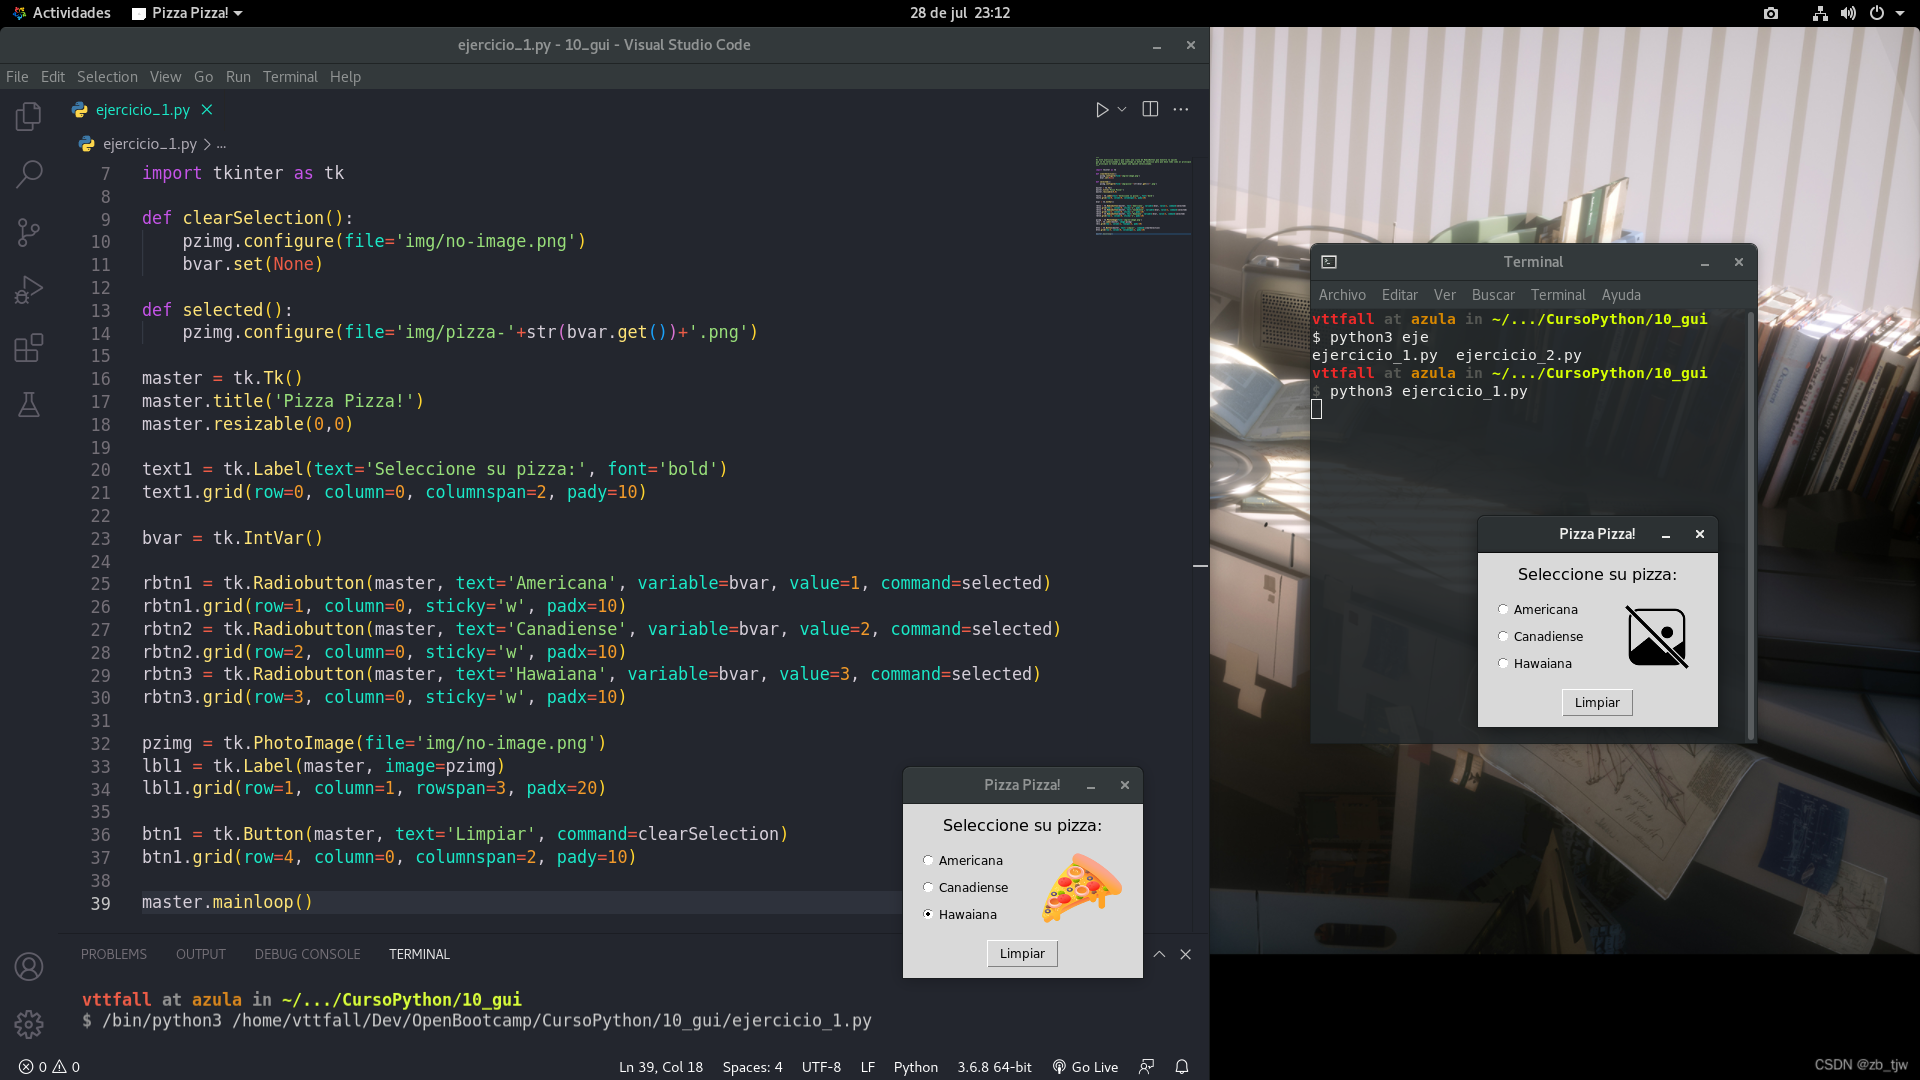 Actividades
Pizza Pizza!
28 de jul 23:12
ejercicio_1.py - 10_gui - Visual Studio Code
File Edit Selection View Go Run Terminal Help
ejercicio_1.py
ejercicio_1.py > ...
7 import tkinter as tk
8
9 def clearSelection():
10     pzimg.configure(file='img/no-image.png')
11     bvar.set(None)
12
13 def selected():
14     pzimg.configure(file='img/pizza-'+str(bvar.get())+'.png')
15
16 master = tk.Tk()
17 master.title('Pizza Pizza!')
18 master.resizable(0,0)
19
20 text1 = tk.Label(text='Seleccione su pizza:', font='bold')
21 text1.grid(row=0, column=0, columnspan=2, pady=10)
22
23 bvar = tk.IntVar()
24
25 rbtn1 = tk.Radiobutton(master, text='Americana', variable=bvar, value=1, command=selected)
26 rbtn1.grid(row=1, column=0, sticky='w', padx=10)
27 rbtn2 = tk.Radiobutton(master, text='Canadiense', variable=bvar, value=2, command=selected)
28 rbtn2.grid(row=2, column=0, sticky='w', padx=10)
29 rbtn3 = tk.Radiobutton(master, text='Hawaiana', variable=bvar, value=3, command=selected)
30 rbtn3.grid(row=3, column=0, sticky='w', padx=10)
31
32 pzimg = tk.PhotoImage(file='img/no-image.png')
33 lbl1 = tk.Label(master, image=pzimg)
34 lbl1.grid(row=1, column=1, rowspan=3, padx=20)
35
36 btn1 = tk.Button(master, text='Limpiar', command=clearSelection)
37 btn1.grid(row=4, column=0, columnspan=2, pady=10)
38
39 master.mainloop()
PROBLEMS OUTPUT DEBUG CONSOLE TERMINAL
vttfall at azula in ~/.../CursoPython/10_gui
$ /bin/python3 /home/vttfall/Dev/OpenBootcamp/CursoPython/10_gui/ejercicio_1.py
0 0
Ln 39, Col 18 Spaces: 4 UTF-8 LF Python 3.6.8 64-bit Go Live
Pizza Pizza!
Seleccione su pizza:
Americana
Canadiense
Hawaiana
Limpiar
Terminal
Archivo Editar Ver Buscar Terminal Ayuda
vttfall at azula in ~/.../CursoPython/10_gui
$ python3 eje
ejercicio_1.py ejercicio_2.py
vttfall at azula in ~/.../CursoPython/10_gui
$ python3 ejercicio_1.py
Pizza Pizza!
Seleccione su pizza:
Americana
Canadiense
Hawaiana
Limpiar
CSDN @zb_tjw